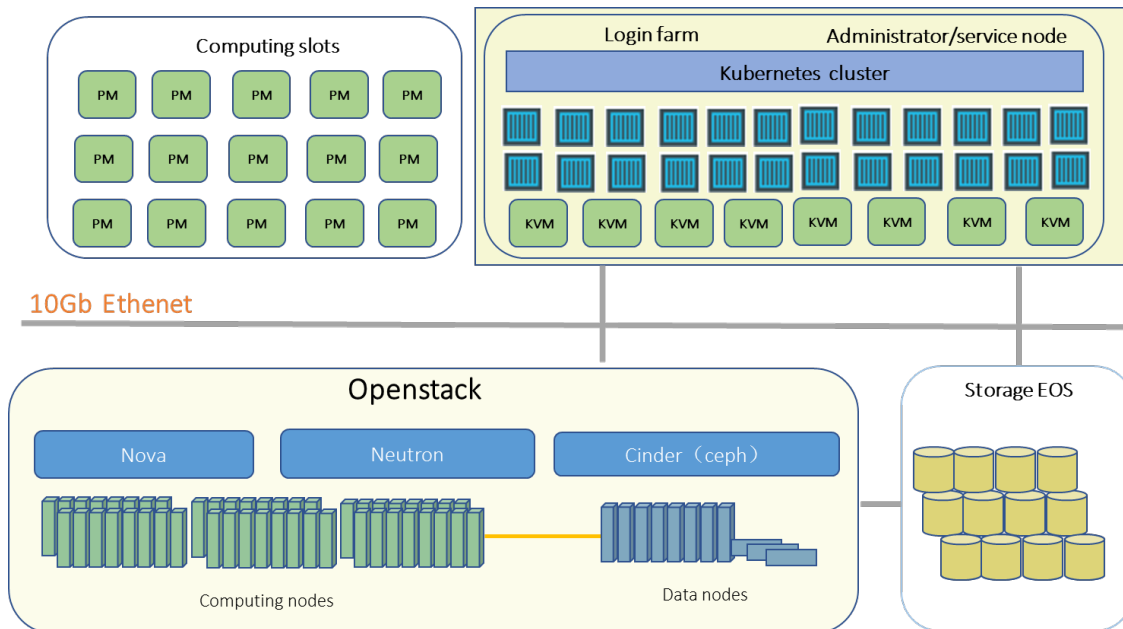 Computing slots
PM PM PM PM PM
PM PM PM PM PM
PM PM PM PM PM
Login farm
Administrator/service node
Kubernetes cluster
KVM KVM KVM KVM KVM KVM KVM KVM
10Gb Ethenet
Openstack
Nova
Neutron
Cinder（ceph）
Computing nodes
Data nodes
Storage EOS